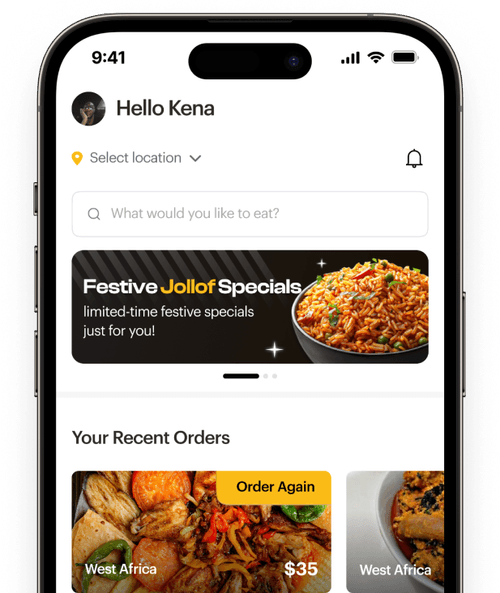 9:41
Hello Kena
Select location
What would you like to eat?
Festive Jollof Specials
limited-time festive specials
just for you!
Your Recent Orders
Order Again
West Africa
$35
West Africa